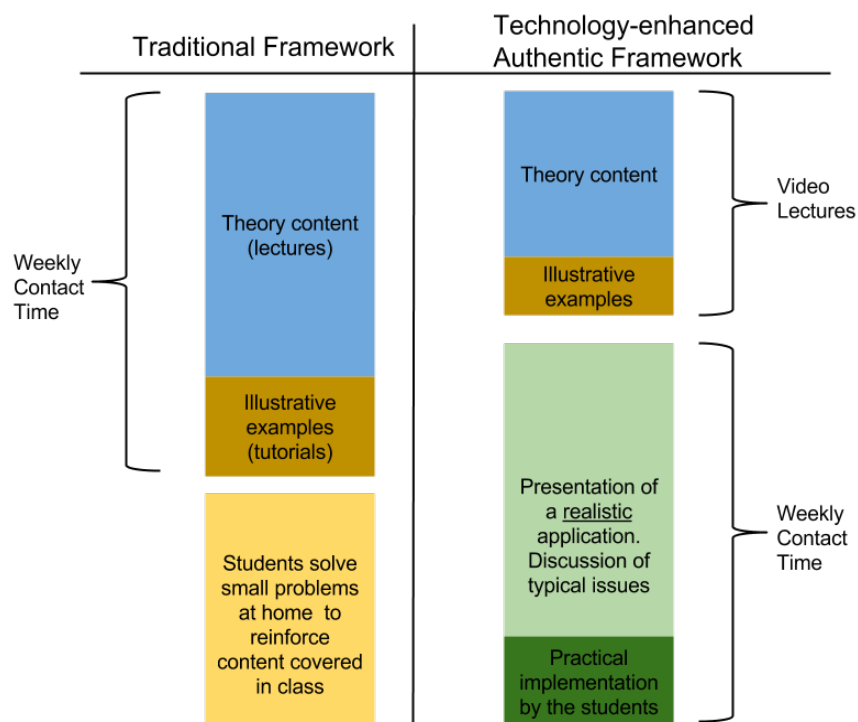 Traditional Framework
Technology-enhanced
Authentic Framework
Weekly
Contact
Time
Theory content
(lectures)
Illustrative
examples
(tutorials)
Students solve
small problems
at home to
reinforce
content covered
in class
Theory content
Illustrative
examples
Video
Lectures
Presentation of
a realistic
application.
Discussion of
typical issues
Practical
implementation
by the students
Weekly
Contact
Time